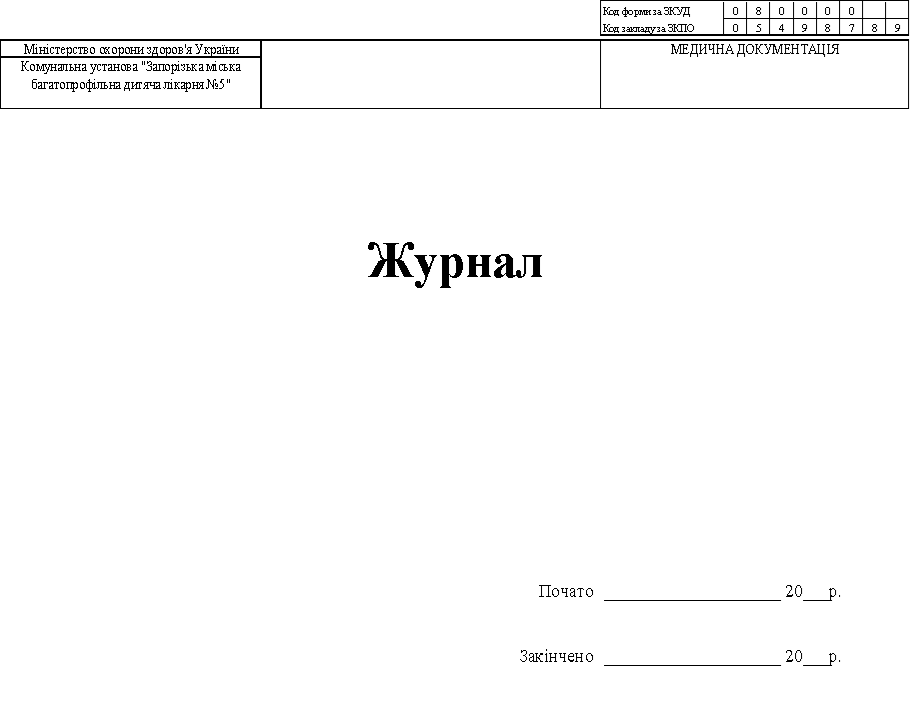 Код форми за ЗКУД 0 8 0 0 0 0
Код закладу за ЗКПО 0 5 4 9 8 7 8 9
Міністерство охорони здоров'я України
Комунальна установа "Запорізька міська
багатопрофільна дитяча лікарня №5"
МЕДИЧНА ДОКУМЕНТАЦІЯ
Журнал
Почато ____________________ 20___р.
Закінчено ____________________ 20___р.